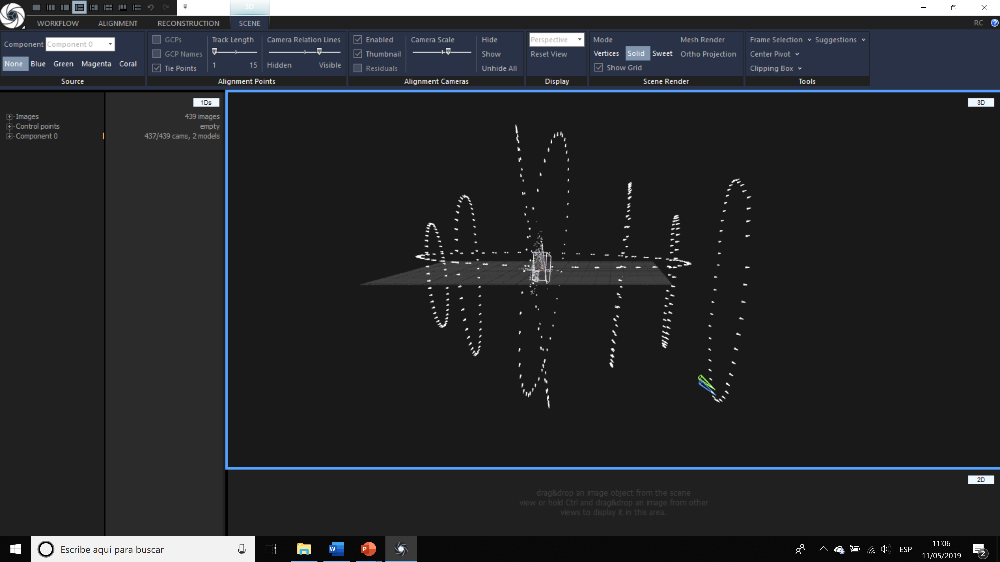 3D
WORKFLOW ALIGNMENT RECONSTRUCTION SCENE RC ?
Component Component 0
None Blue Green Magenta Coral
Source
GCPs
GCP Names
Tie Points
Track Length
1 15
Camera Relation Lines
Hidden Visible
Alignment Points
Enabled
Thumbnail
Residuals
Camera Scale
Hide
Show
Unhide All
Alignment Cameras
Perspective
Reset View
Display
Mode
Vertices Solid Sweet
Show Grid
Mesh Render
Ortho Projection
Scene Render
Frame Selection Suggestions
Center Pivot
Clipping Box
Tools
1Ds
Images 439 images
Control points empty
Component 0 437/439 cams, 2 models
3D
2D
drag&drop an image object from the scene
view or hold Ctrl and drag&drop an image from other
views to display it in this area.
Escribe aquí para buscar
W
P
ESP
11:06
11/05/2019
2